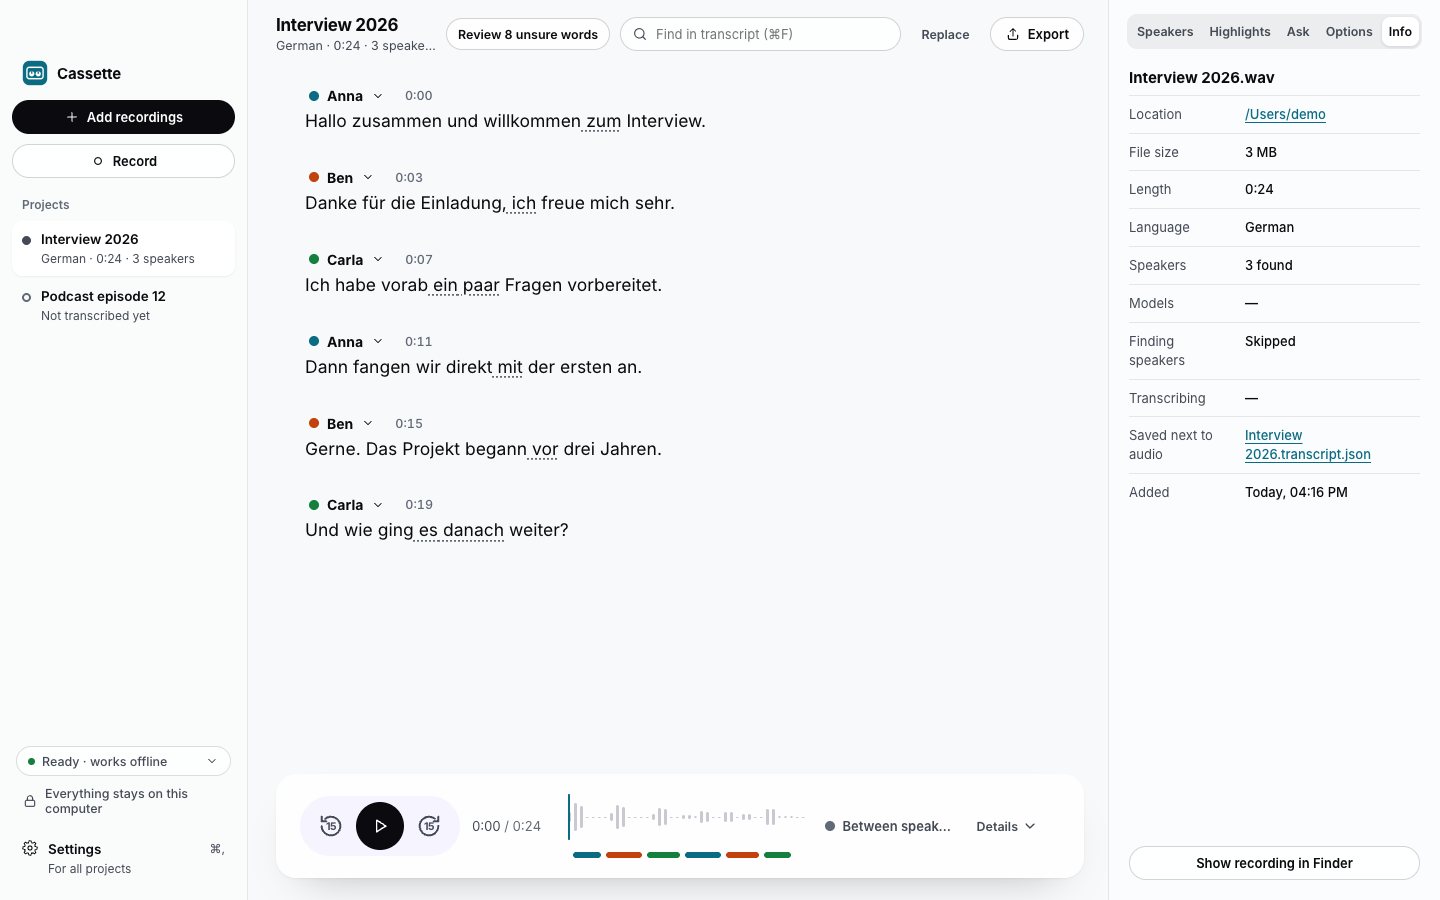 Cassette
Add recordings
Record
Projects
Interview 2026
German · 0:24 · 3 speakers
Podcast episode 12
Not transcribed yet
Ready · works offline
Everything stays on this
computer
Settings
⌘,
For all projects
Interview 2026
German · 0:24 · 3 speake...
Review 8 unsure words
Find in transcript (⌘F)
Replace
Export
Anna 0:00
Hallo zusammen und willkommen zum Interview.
Ben 0:03
Danke für die Einladung, ich freue mich sehr.
Carla 0:07
Ich habe vorab ein paar Fragen vorbereitet.
Anna 0:11
Dann fangen wir direkt mit der ersten an.
Ben 0:15
Gerne. Das Projekt begann vor drei Jahren.
Carla 0:19
Und wie ging es danach weiter?
15
15
0:00 / 0:24
Between speak...
Details
Speakers
Highlights
Ask
Options
Info
Interview 2026.wav
Location /Users/demo
File size 3 MB
Length 0:24
Language German
Speakers 3 found
Models —
Finding Skipped
speakers
Transcribing —
Saved next to Interview
audio 2026.transcript.json
Added Today, 04:16 PM
Show recording in Finder